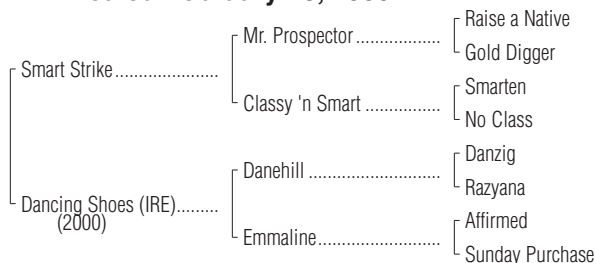 Raise a Native
Mr. Prospector ..................
Gold Digger
Smart Strike ......................
Smarten
Classy 'n Smart ................
No Class
Danzig
Danehill ............................
Razyana
Dancing Shoes (IRE).........
(2000)
Affirmed
Emmaline..........................
Sunday Purchase